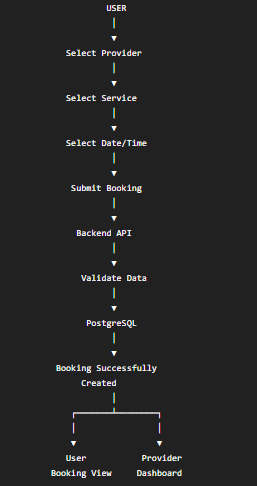 USER
Select Provider
Select Service
Select Date/Time
Submit Booking
Backend API
Validate Data
PostgreSQL
Booking Successfully
Created
User Provider
Booking View Dashboard